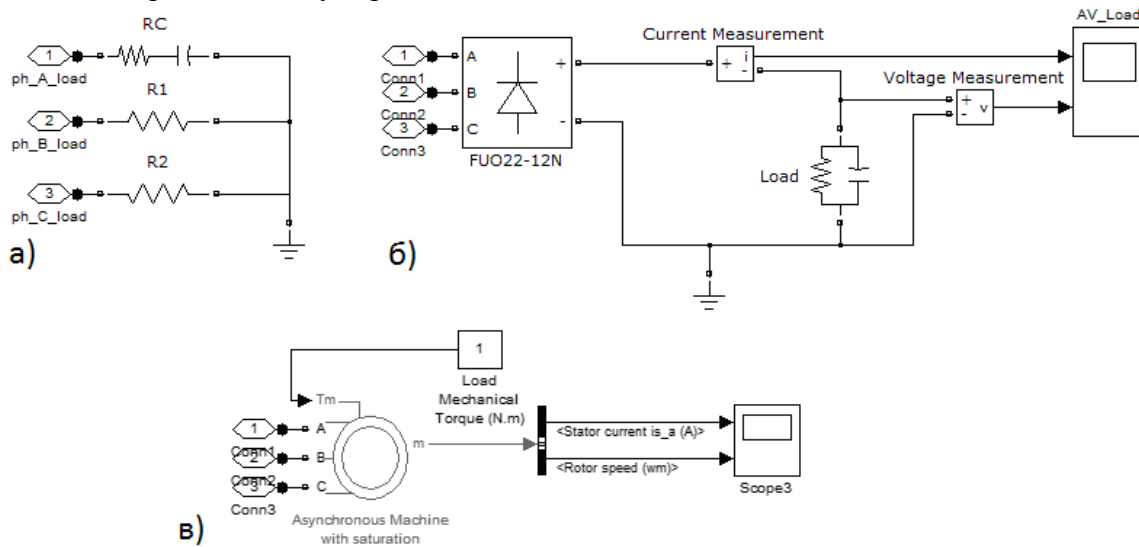 RC
1
ph_A_load
R1
2
ph_B_load
R2
3
ph_C_load
а)
б)
1
Conn1
2
Conn2
3
Conn3
A
B
C
+
-
FUO22-12N
Current Measurement
+
-
i
Voltage Measurement
+
-
v
AV_Load
Load
1
Load
Mechanical
Torque (N.m)
Tm
1
Conn1
2
Conn2
3
Conn3
A
B
C
m
<Stator current is_a (A)>
<Rotor speed (wm)>
Scope3
Asynchronous Machine
with saturation
в)